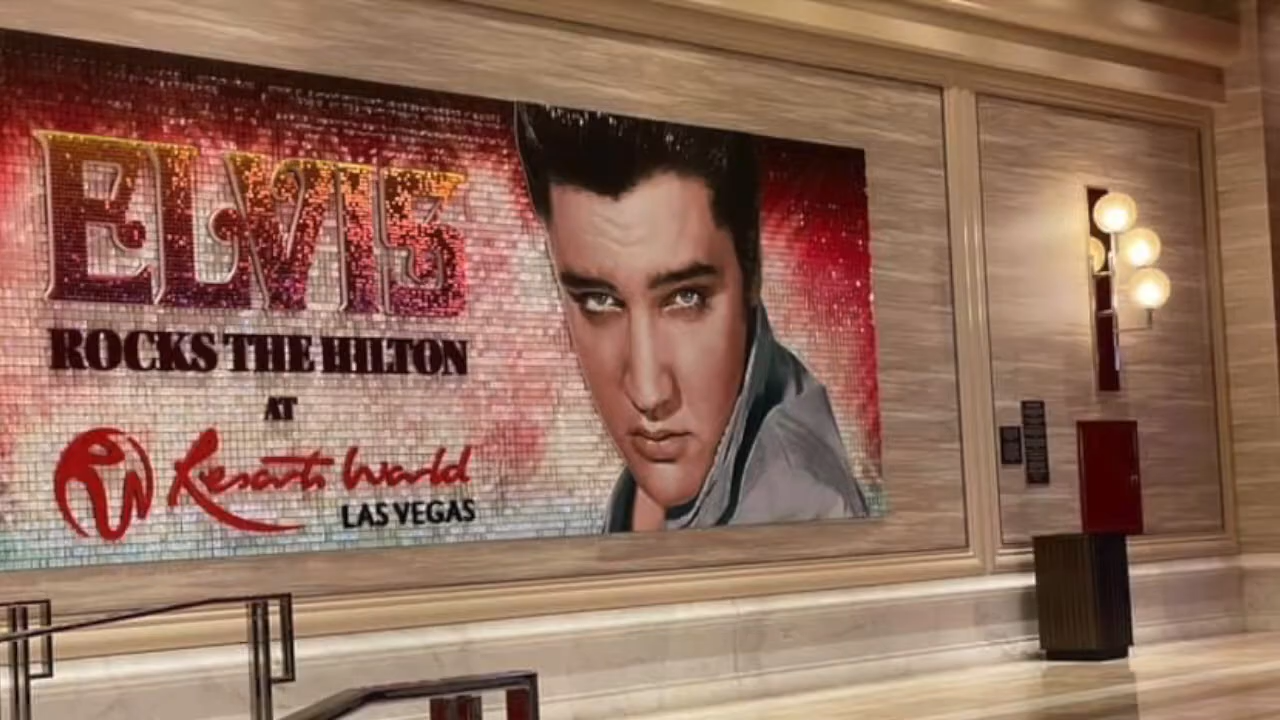 ELVIS
ROCKS THE HILTON
AT
Resorts World
LAS VEGAS